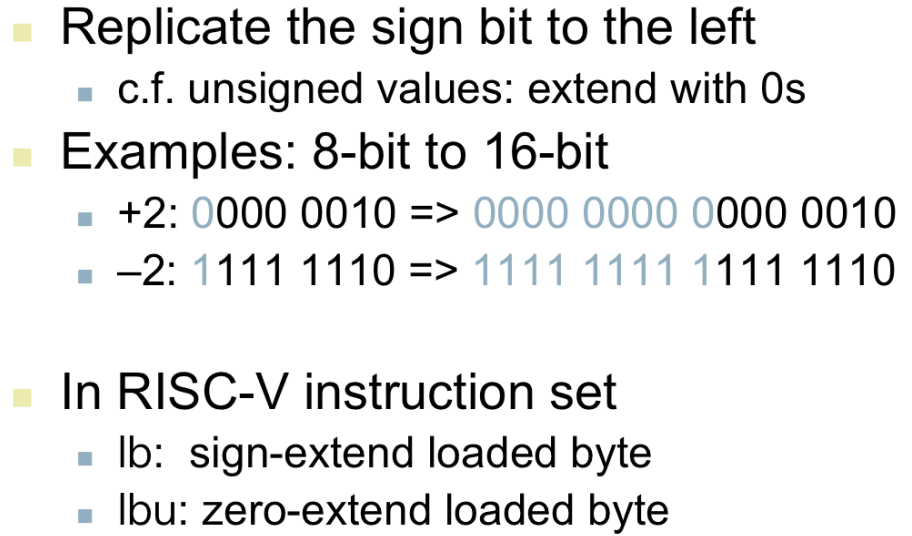 Replicate the sign bit to the left
c.f. unsigned values: extend with 0s
Examples: 8-bit to 16-bit
+2: 0000 0010 => 0000 0000 0000 0010
–2: 1111 1110 => 1111 1111 1111 1110
In RISC-V instruction set
lb: sign-extend loaded byte
lbu: zero-extend loaded byte